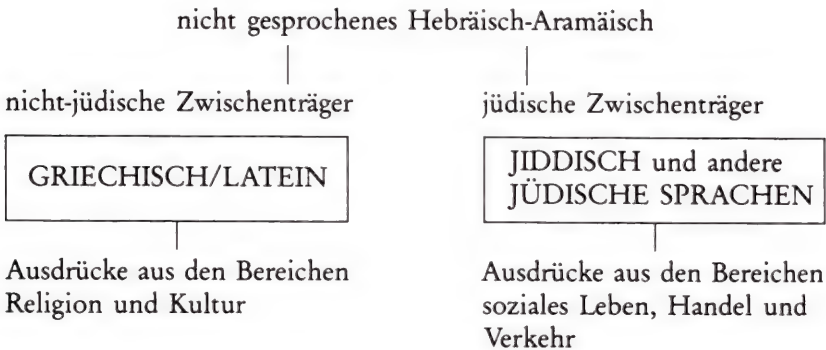 nicht gesprochenes Hebräisch-Aramäisch
nicht-jüdische Zwischenträger
GRIECHISCH/LATEIN
Ausdrücke aus den Bereichen
Religion und Kultur
jüdische Zwischenträger
JIDDISCH und andere
JÜDISCHE SPRACHEN
Ausdrücke aus den Bereichen
soziales Leben, Handel und
Verkehr